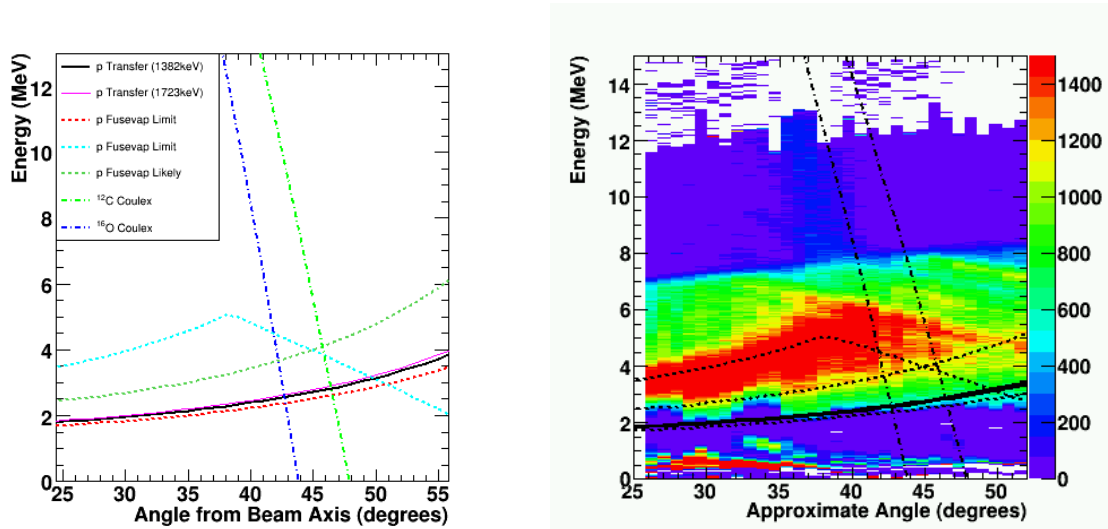 Energy (MeV)
12
10
8
6
4
2
0
p Transfer (1382keV)
p Transfer (1723keV)
p Fusevap Limit
p Fusevap Limit
p Fusevap Likely
¹²C Coulex
¹⁶O Coulex
25 30 35 40 45 50 55
Angle from Beam Axis (degrees)
Energy (MeV)
14
12
10
8
6
4
2
0
25 30 35 40 45 50
Approximate Angle (degrees)
1400
1200
1000
800
600
400
200
0